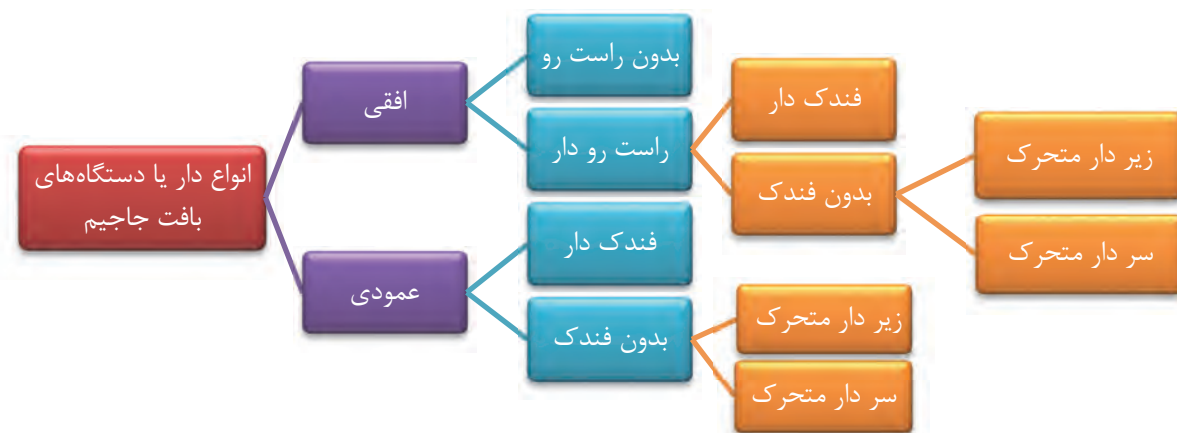 انواع دار یا دستگاه‌های
بافت جاجیم
افقی
بدون راست رو
راست رو دار
فندک دار
بدون فندک
زیر دار متحرک
سر دار متحرک
عمودی
فندک دار
بدون فندک
زیر دار متحرک
سر دار متحرک